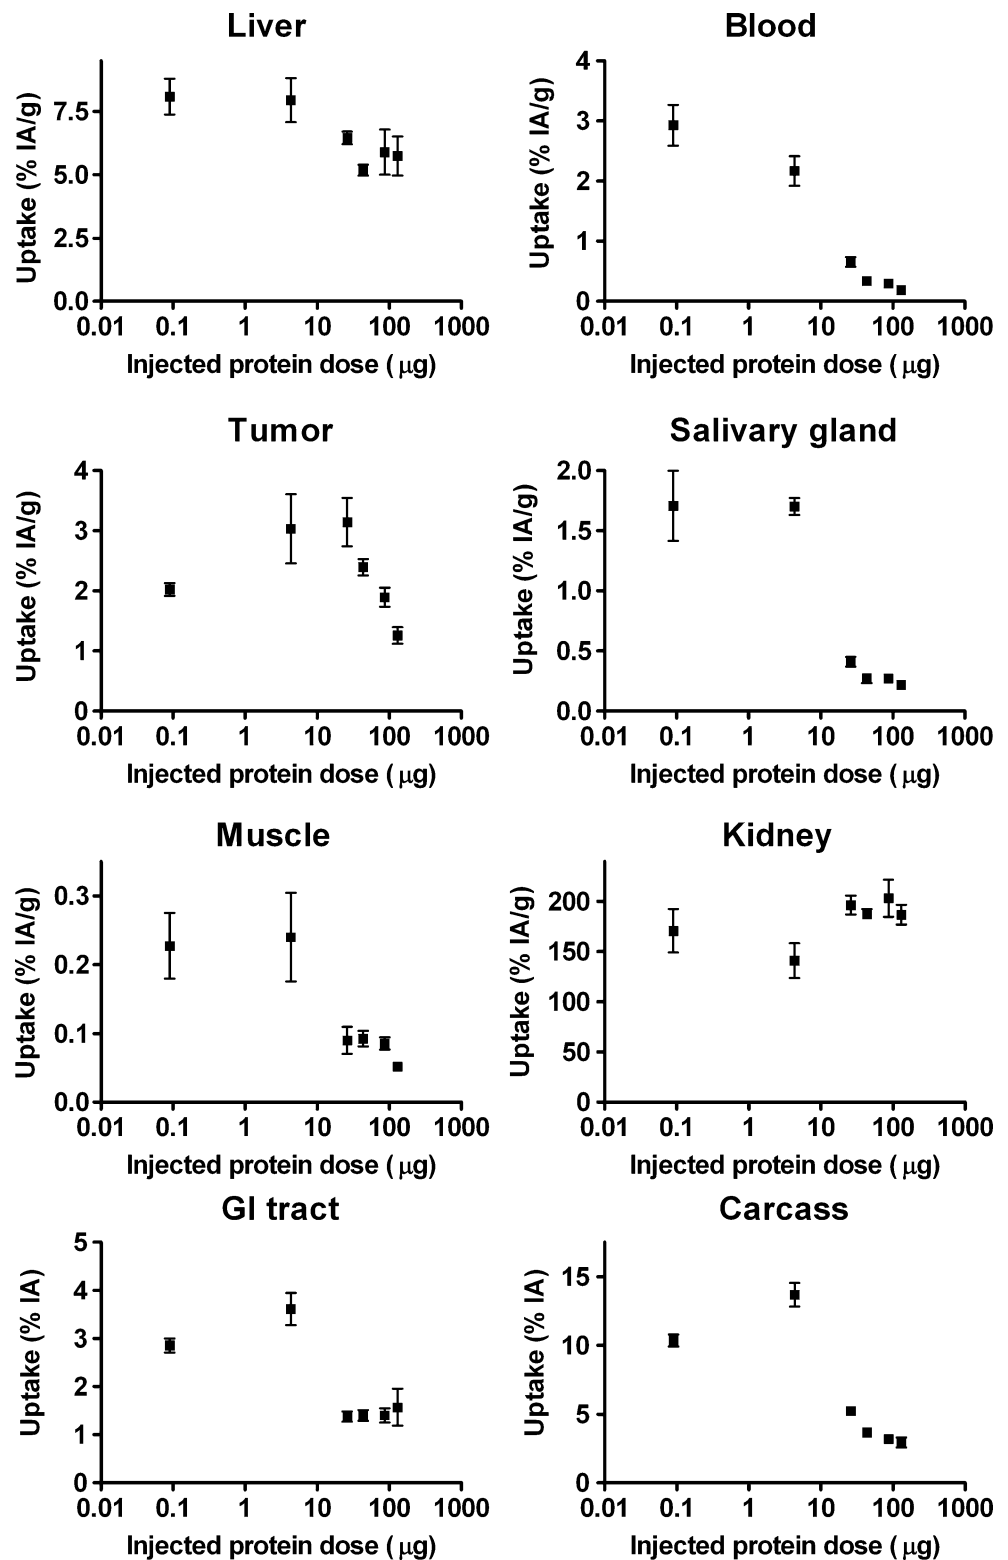 Liver
Uptake (% IA/g)
7.5
5.0
2.5
0.0
0.01 0.1 1 10 100 1000
Injected protein dose (μg)
Blood
Uptake (% IA/g)
4
3
2
1
0
0.01 0.1 1 10 100 1000
Injected protein dose (μg)
Tumor
Uptake (% IA/g)
4
3
2
1
0
0.01 0.1 1 10 100 1000
Injected protein dose (μg)
Salivary gland
Uptake (% IA/g)
2.0
1.5
1.0
0.5
0.0
0.01 0.1 1 10 100 1000
Injected protein dose (μg)
Muscle
Uptake (% IA/g)
0.3
0.2
0.1
0.0
0.01 0.1 1 10 100 1000
Injected protein dose (μg)
Kidney
Uptake (% IA/g)
200
150
100
50
0
0.01 0.1 1 10 100 1000
Injected protein dose (μg)
GI tract
Uptake (% IA)
5
4
3
2
1
0
0.01 0.1 1 10 100 1000
Injected protein dose (μg)
Carcass
Uptake (% IA)
15
10
5
0
0.01 0.1 1 10 100 1000
Injected protein dose (μg)